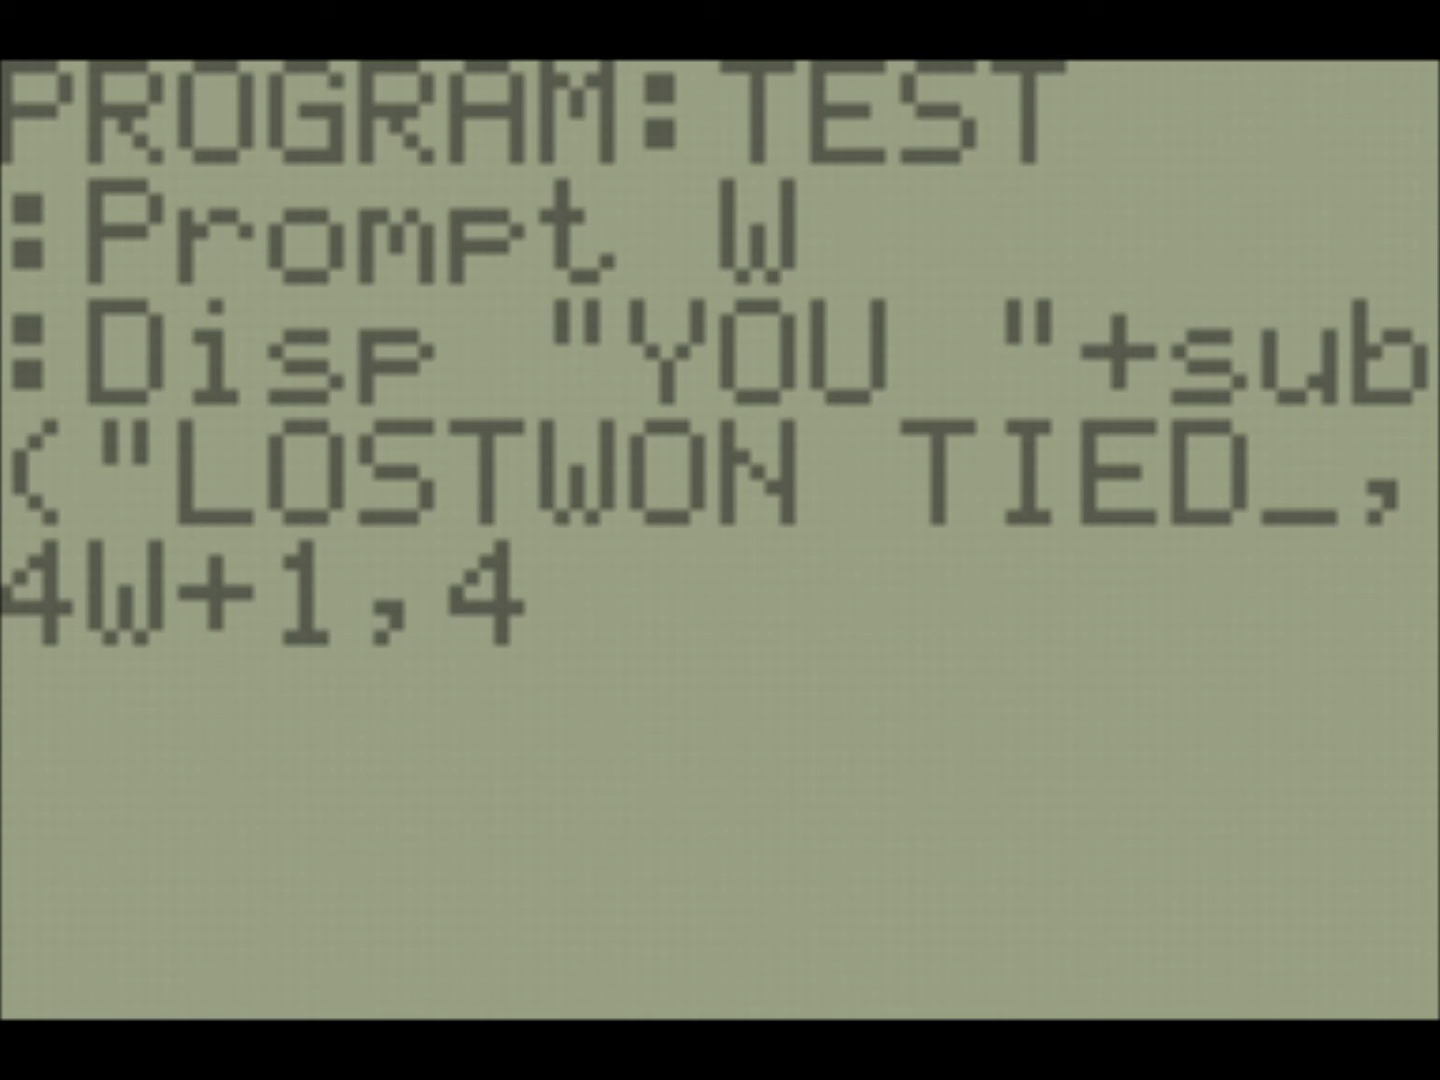 PROGRAM:TEST
:Prompt W
:Disp "YOU "+sub
("LOSTWON TIED_,
4W+1,4